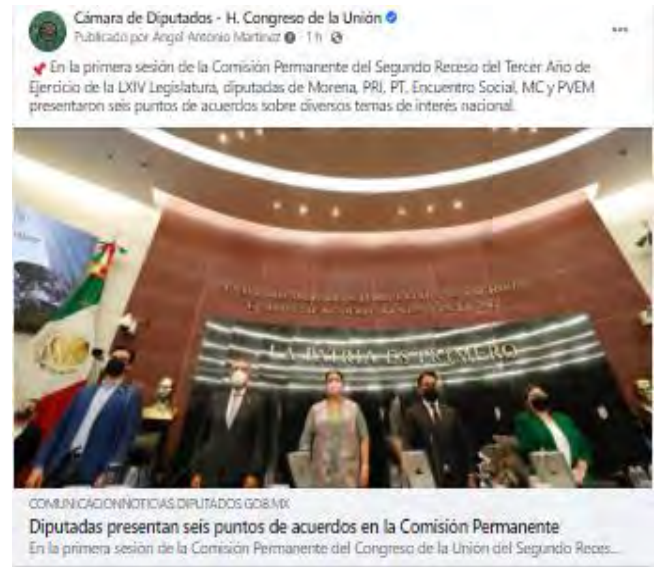 Cámara de Diputados - H. Congreso de la Unión
Publicado por Angel Antonio Martinez · 1 h ·
En la primera sesión de la Comisión Permanente del Segundo Receso del Tercer Año de
Ejercicio de la LXIV Legislatura, diputadas de Morena, PRI, PT, Encuentro Social, MC y PVEM
presentaron seis puntos de acuerdos sobre diversos temas de interés nacional.
LA PATRIA ES PRIMERO
COMUNICACIONNOTICIAS.DIPUTADOS.GOB.MX
Diputadas presentan seis puntos de acuerdos en la Comisión Permanente
En la primera sesión de la Comisión Permanente del Congreso de la Unión del Segundo Reces...